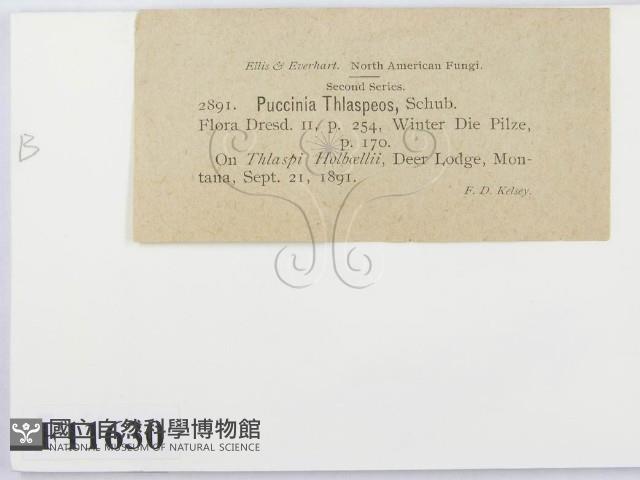 Ellis & Everhart. North American Fungi.
Second Series.
2891. Puccinia Thlaspeos, Schub.
Flora Dresd. II, p. 254, Winter Die Pilze,
p. 170.
On Thlaspi Holbœllii, Deer Lodge, Mon-
tana, Sept. 21, 1891.
F. D. Kelsey.
B
國立自然科學博物館
NATIONAL MUSEUM OF NATURAL SCIENCE